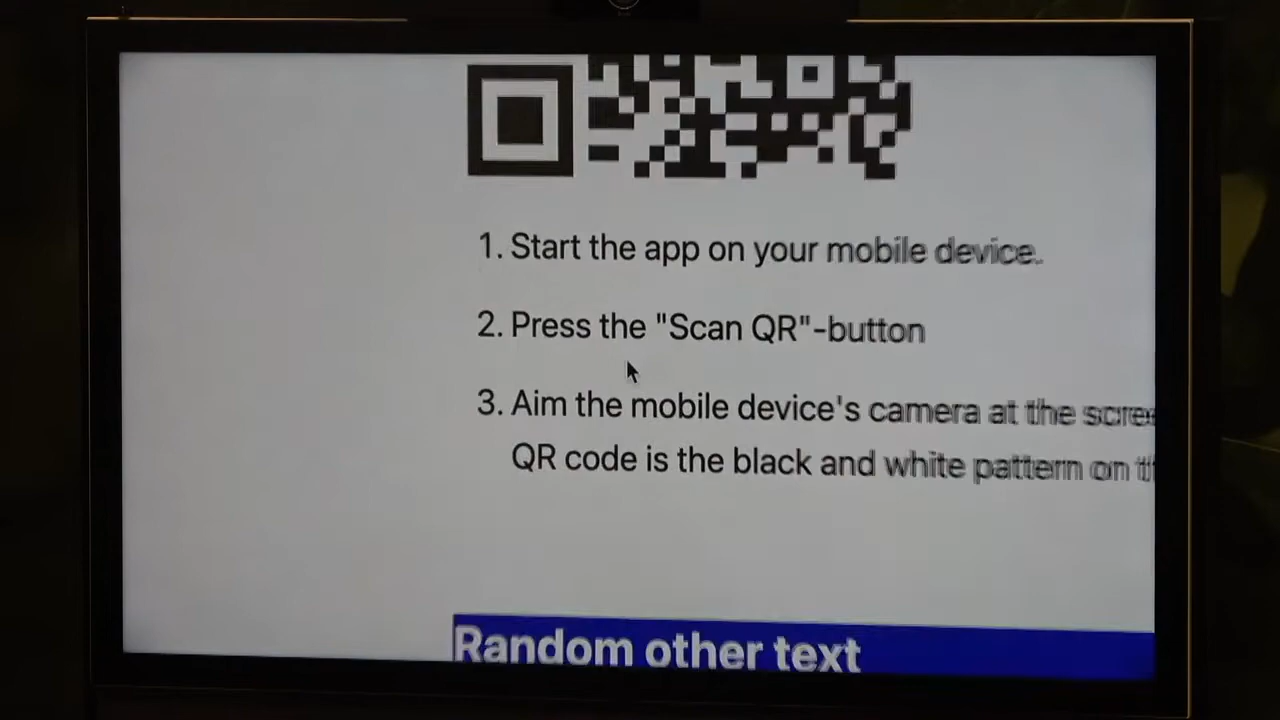 1. Start the app on your mobile device.
2. Press the "Scan QR"-button
3. Aim the mobile device's camera at the
QR code is the black and white pattern on
Random other text